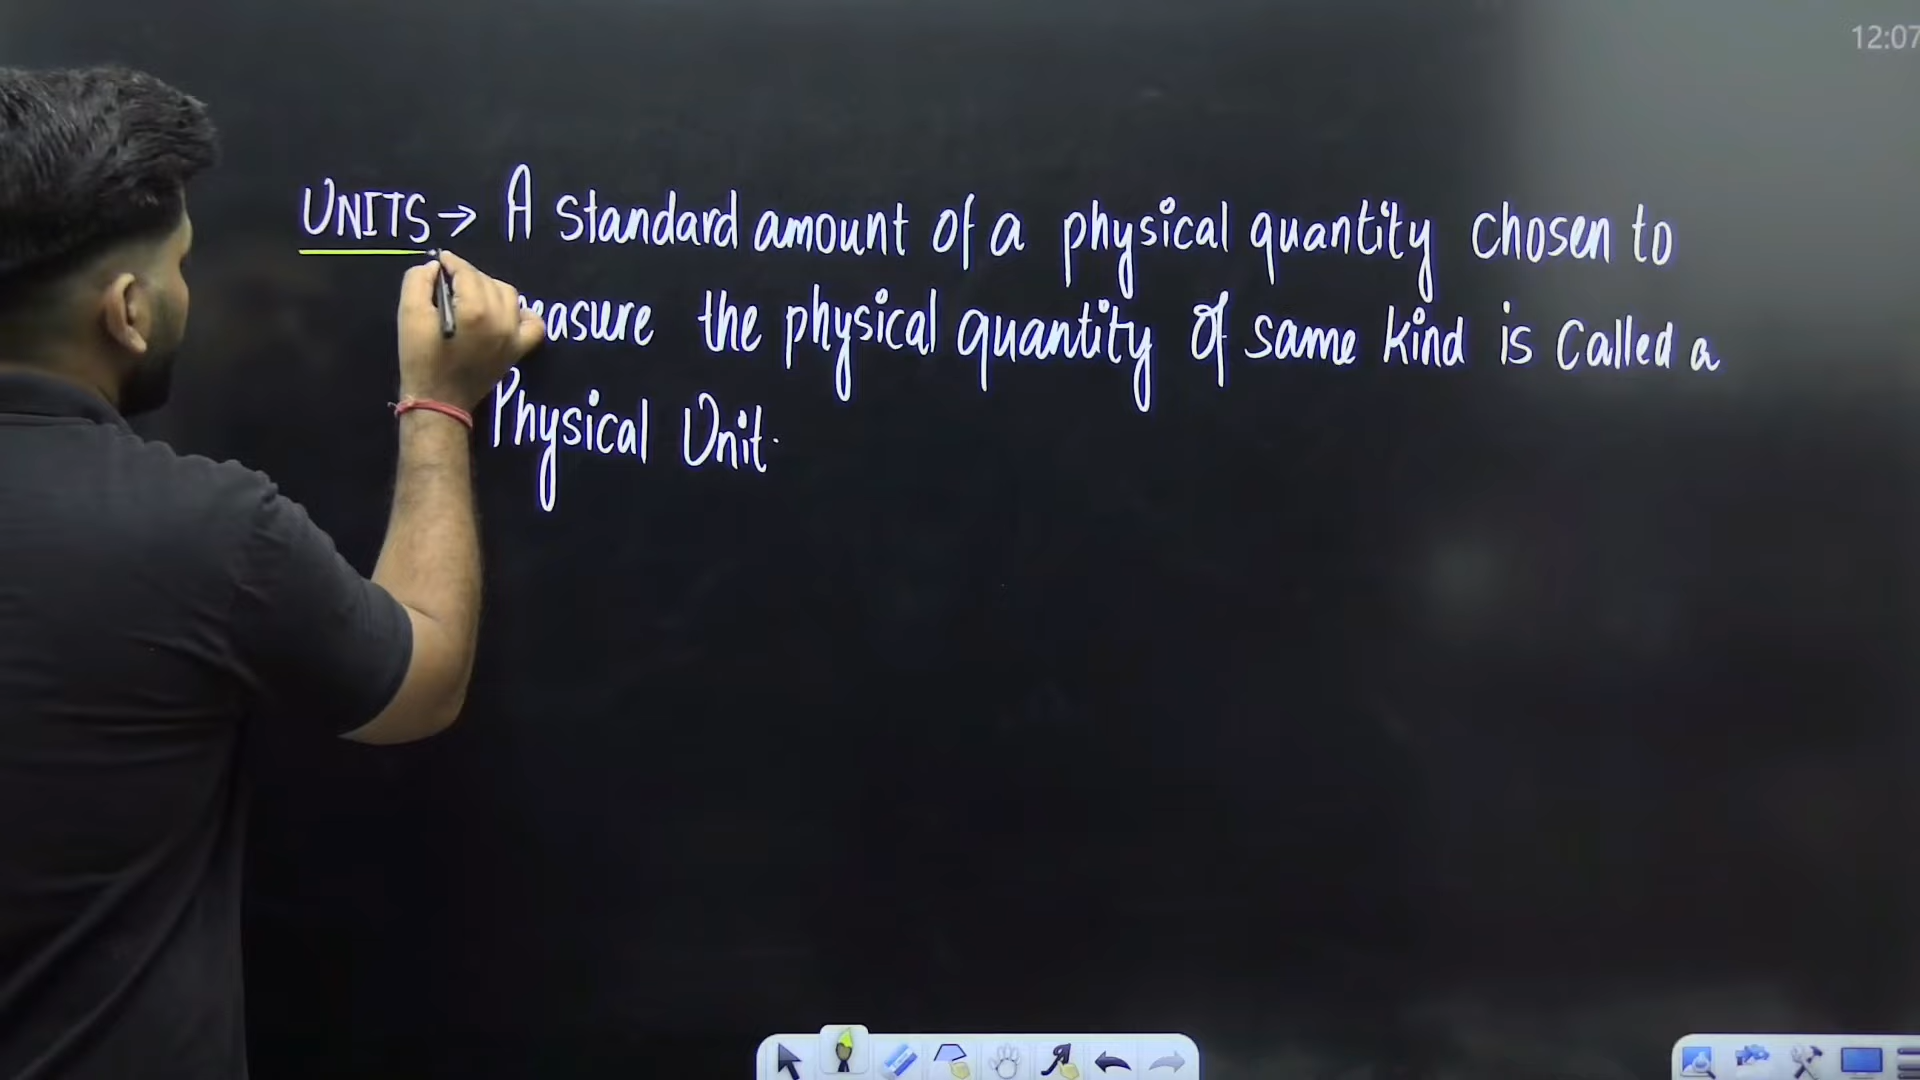 12:07
UNITS → A standard amount of a physical quantity chosen to
measure the physical quantity of same kind is called a
Physical Unit.